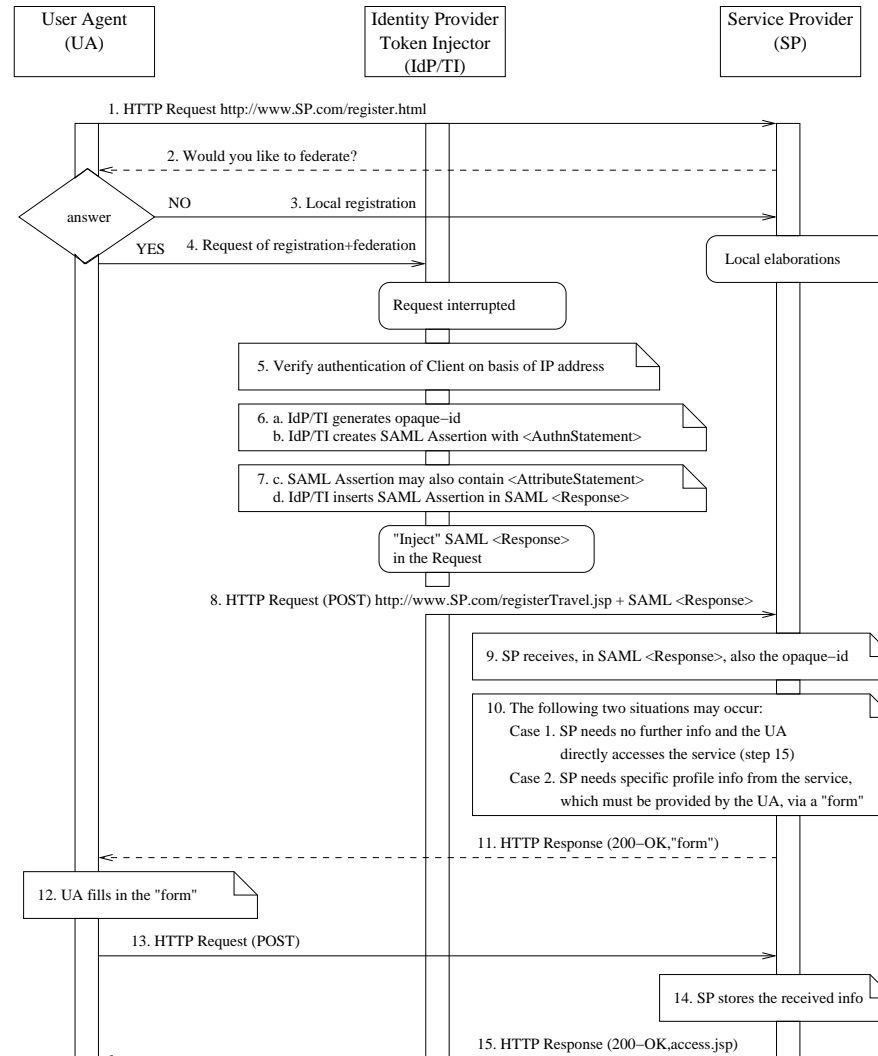 User Agent
(UA)
Identity Provider
Token Injector
(IdP/TI)
Service Provider
(SP)
1. HTTP Request http://www.SP.com/register.html
2. Would you like to federate?
answer
NO
3. Local registration
YES
4. Request of registration+federation
Local elaborations
Request interrupted
5. Verify authentication of Client on basis of IP address
6. a. IdP/TI generates opaque−id
b. IdP/TI creates SAML Assertion with <AuthnStatement>
7. c. SAML Assertion may also contain <AttributeStatement>
d. IdP/TI inserts SAML Assertion in SAML <Response>
"Inject" SAML <Response>
in the Request
8. HTTP Request (POST) http://www.SP.com/registerTravel.jsp + SAML <Response>
9. SP receives, in SAML <Response>, also the opaque−id
10. The following two situations may occur:
Case 1. SP needs no further info and the UA
directly accesses the service (step 15)
Case 2. SP needs specific profile info from the service,
which must be provided by the UA, via a "form"
11. HTTP Response (200−OK,"form")
12. UA fills in the "form"
13. HTTP Request (POST)
14. SP stores the received info
15. HTTP Response (200−OK,access.jsp)